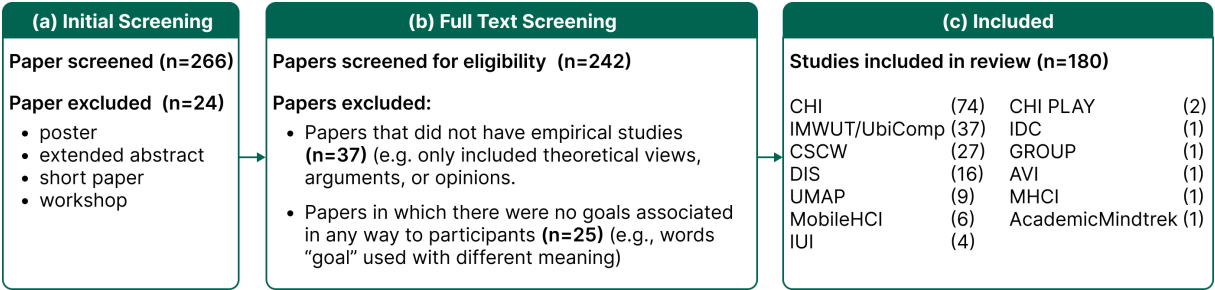 (a) Initial Screening
Paper screened (n=266)
Paper excluded (n=24)
• poster
• extended abstract
• short paper
• workshop
(b) Full Text Screening
Papers screened for eligibility (n=242)
Papers excluded:
• Papers that did not have empirical studies
(n=37) (e.g. only included theoretical views,
arguments, or opinions.
• Papers in which there were no goals associated
in any way to participants (n=25) (e.g., words
“goal” used with different meaning)
(c) Included
Studies included in review (n=180)
CHI (74)
IMWUT/UbiComp (37)
CSCW (27)
DIS (16)
UMAP (9)
MobileHCI (6)
IUI (4)
CHI PLAY (2)
IDC (1)
GROUP (1)
AVI (1)
MHCI (1)
AcademicMindtrek (1)